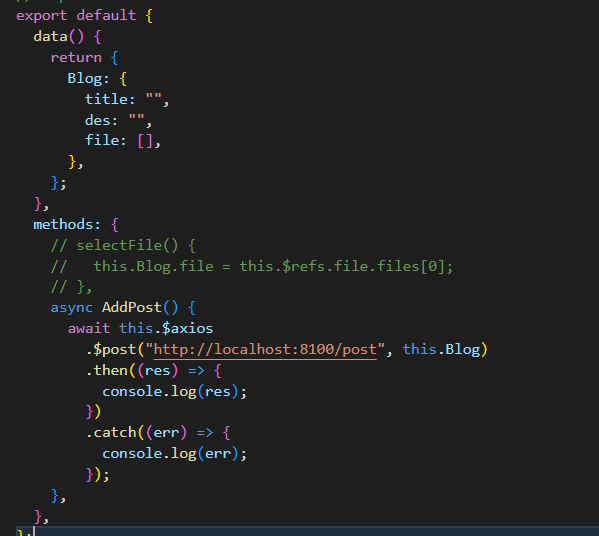 export default {
  data() {
    return {
      Blog: {
        title: "",
        des: "",
        file: [],
      },
    };
  },
  methods: {
    // selectFile() {
    //   this.Blog.file = this.$refs.file.files[0];
    // },
    async AddPost() {
      await this.$axios
        .$post("http://localhost:8100/post", this.Blog)
        .then((res) => {
          console.log(res);
        })
        .catch((err) => {
          console.log(err);
        });
    },
  },